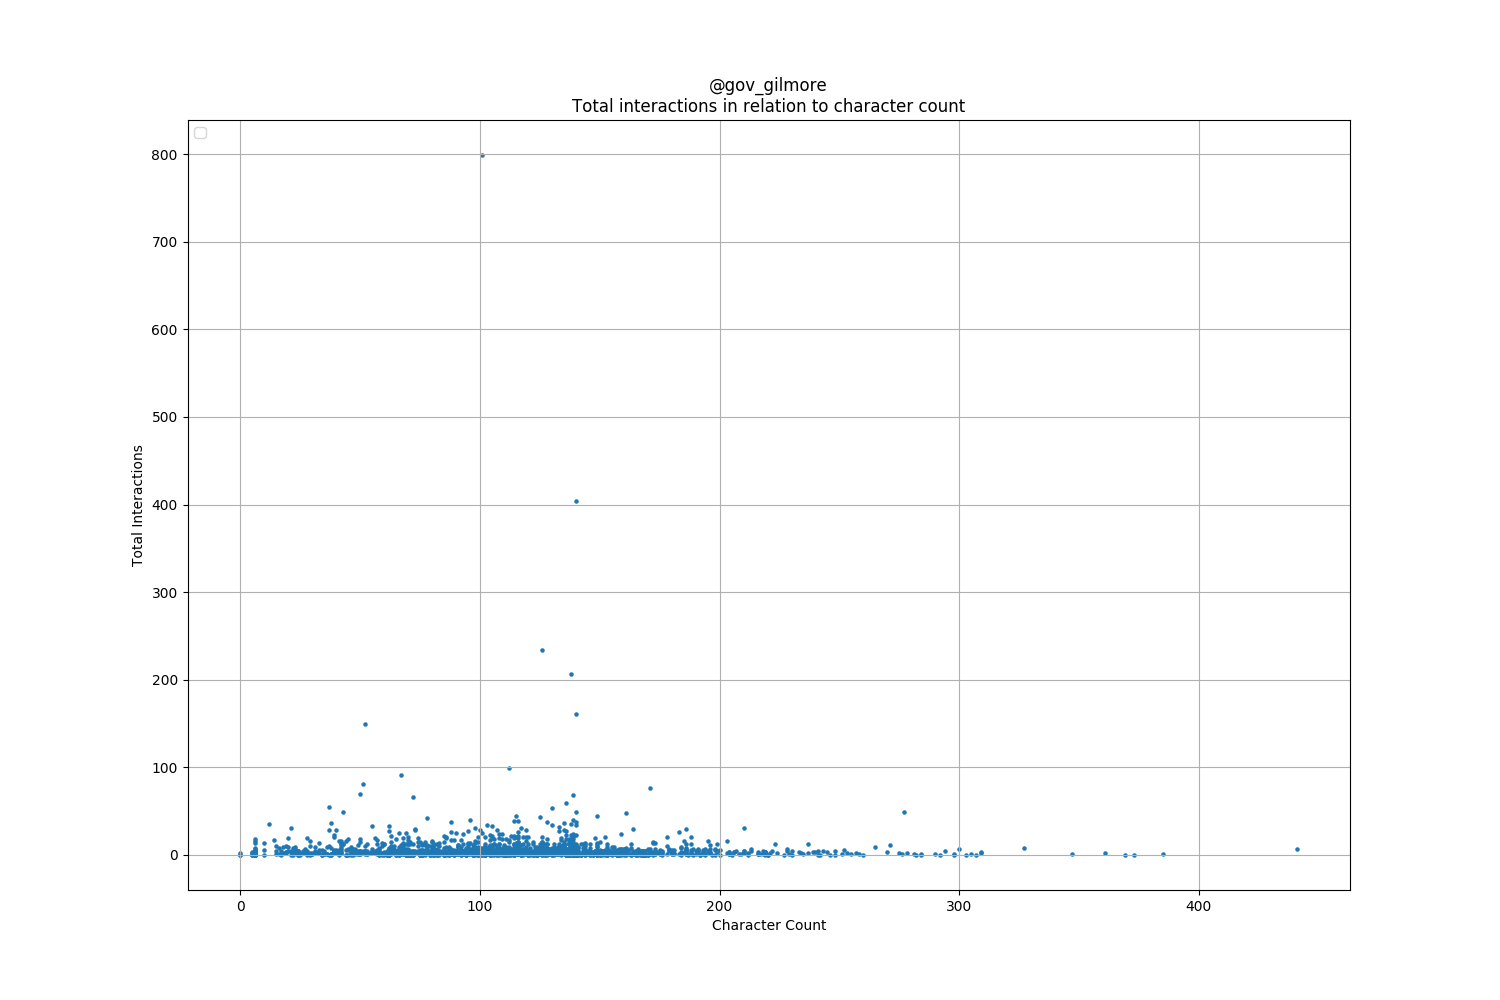 @gov_gilmore
Total interactions in relation to character count
800
700
600
500
400
300
200
100
0
Total Interactions
0 100 200 300 400
Character Count